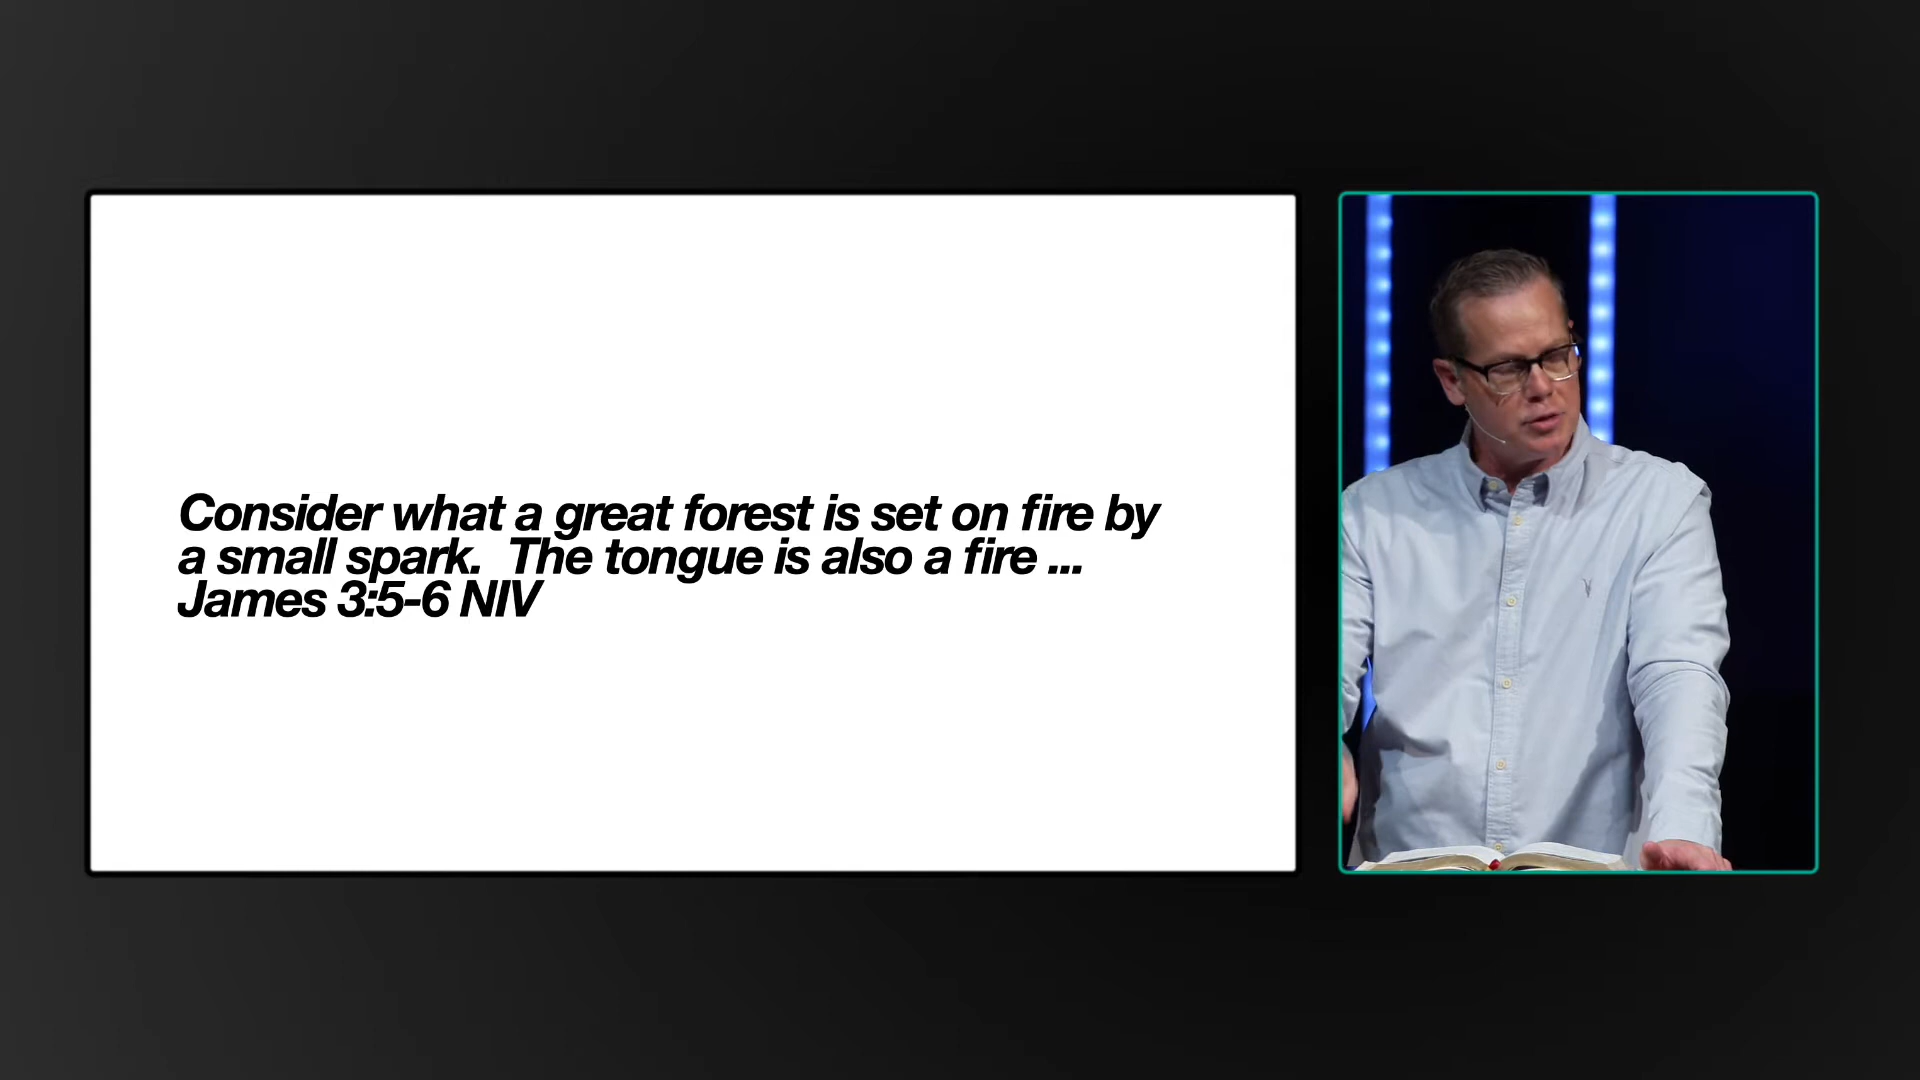 Consider what a great forest is set on fire by
a small spark.  The tongue is also a fire ...
James 3:5-6 NIV